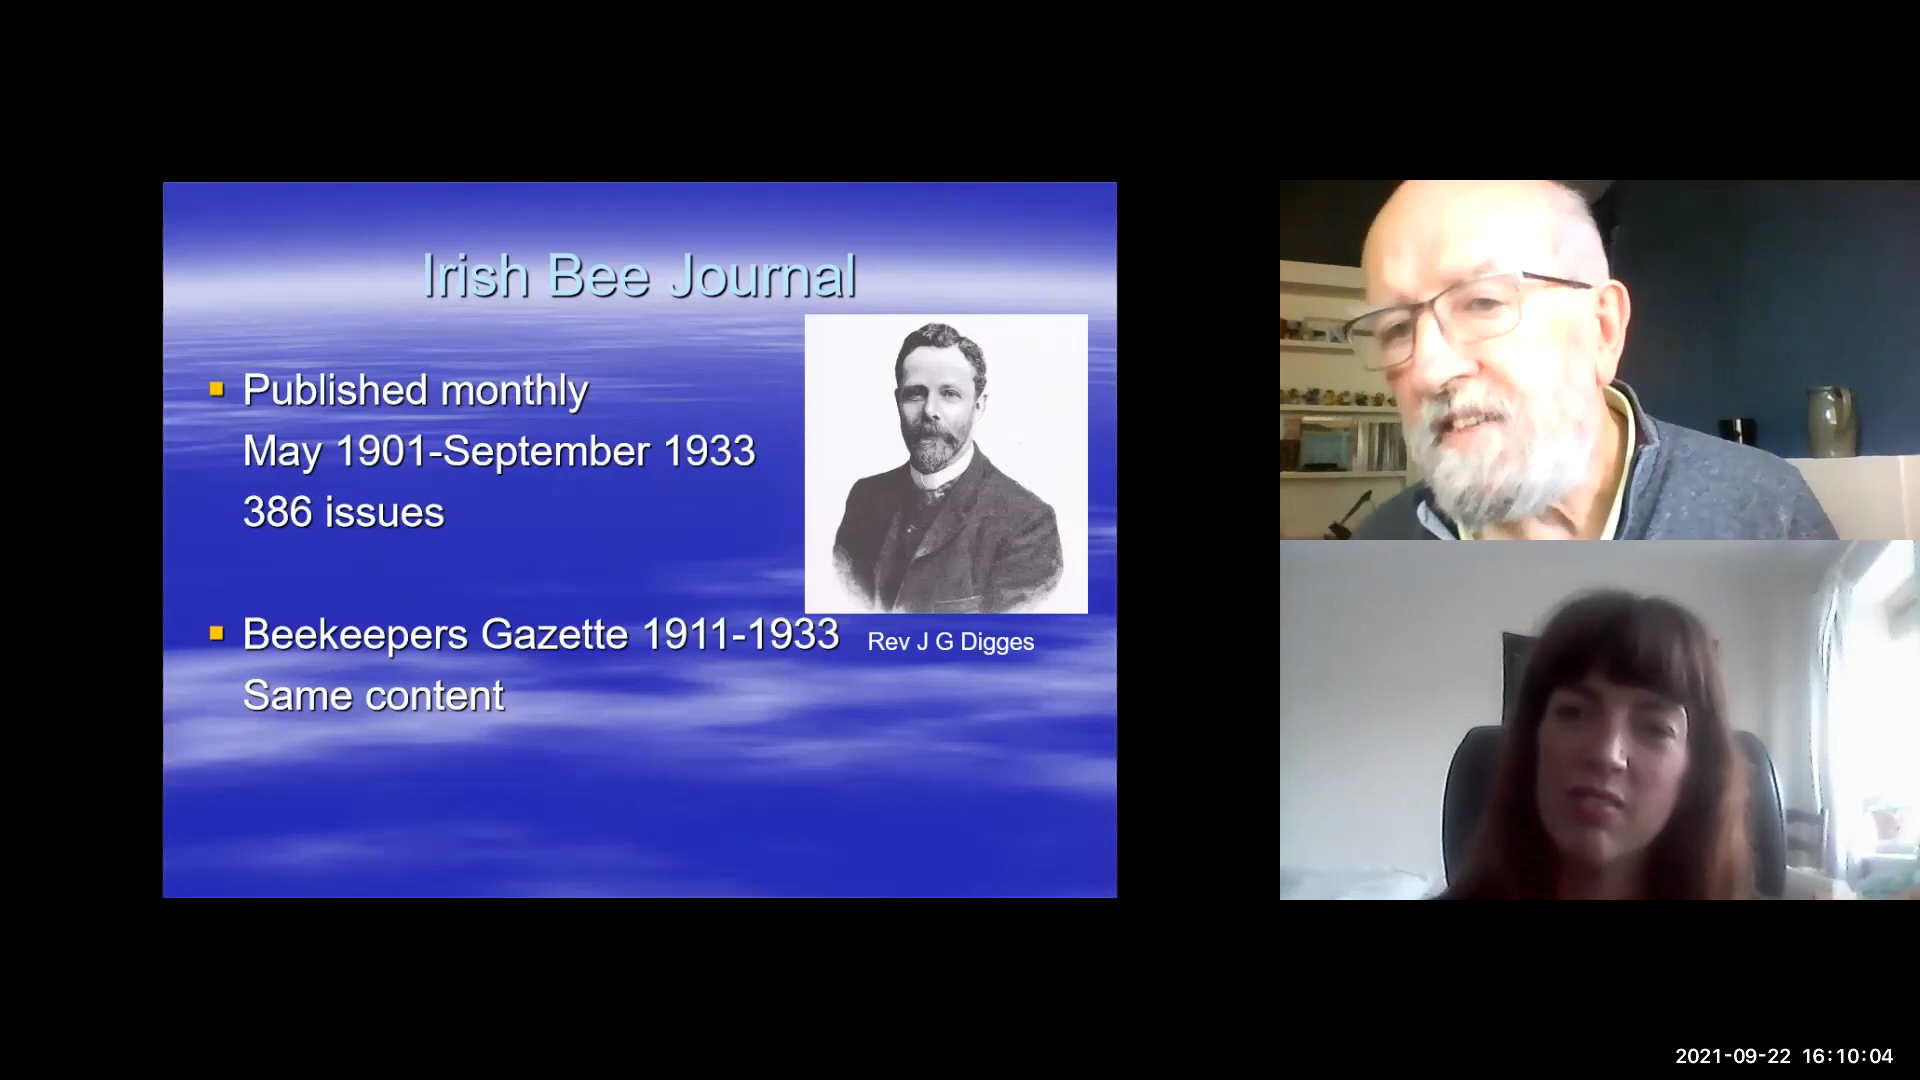 Irish Bee Journal
Published monthly
May 1901-September 1933
386 issues
Beekeepers Gazette 1911-1933
Same content
Rev J G Digges
2021-09-22 16:10:04